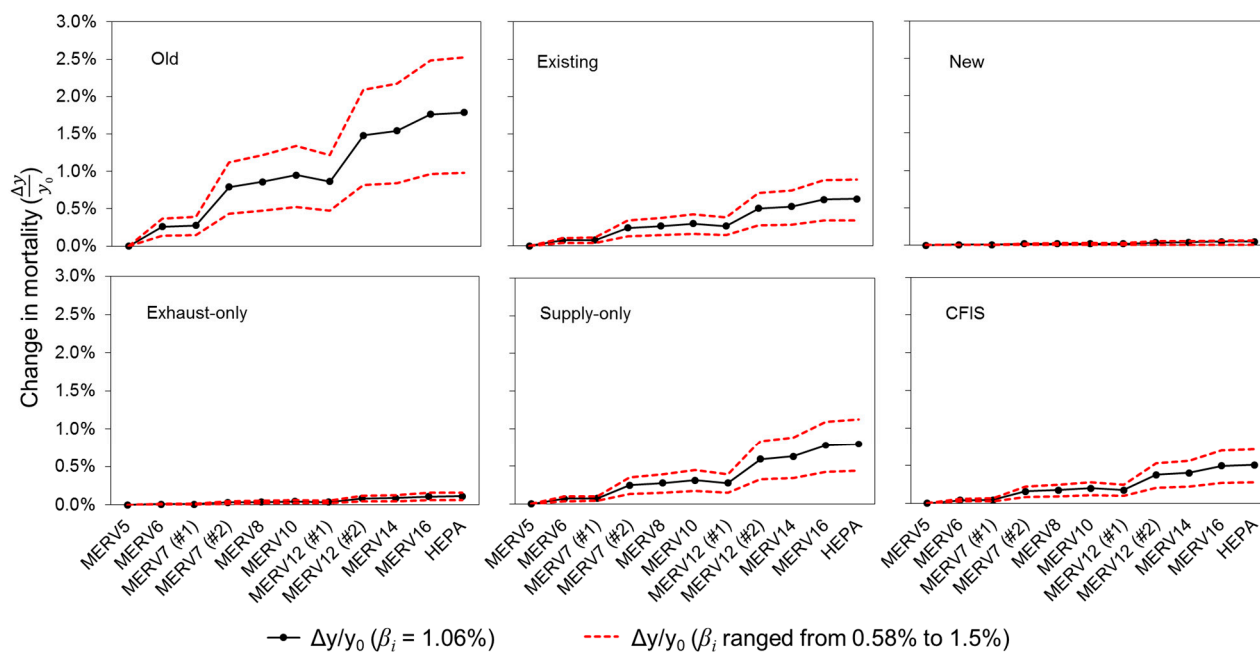 Change in mortality (Δy/y₀)
3.0%
2.5%
2.0%
1.5%
1.0%
0.5%
0.0%
Old
Existing
New
3.0%
2.5%
2.0%
1.5%
1.0%
0.5%
0.0%
Exhaust-only
MERV5
MERV6
MERV7 (#1)
MERV7 (#2)
MERV8
MERV10
MERV12 (#1)
MERV12 (#2)
MERV14
MERV16
HEPA
Supply-only
MERV5
MERV6
MERV7 (#1)
MERV7 (#2)
MERV8
MERV10
MERV12 (#1)
MERV12 (#2)
MERV14
MERV16
HEPA
CFIS
MERV5
MERV6
MERV7 (#1)
MERV7 (#2)
MERV8
MERV10
MERV12 (#1)
MERV12 (#2)
MERV14
MERV16
HEPA
Δy/y₀ (βᵢ = 1.06%)
Δy/y₀ (βᵢ ranged from 0.58% to 1.5%)